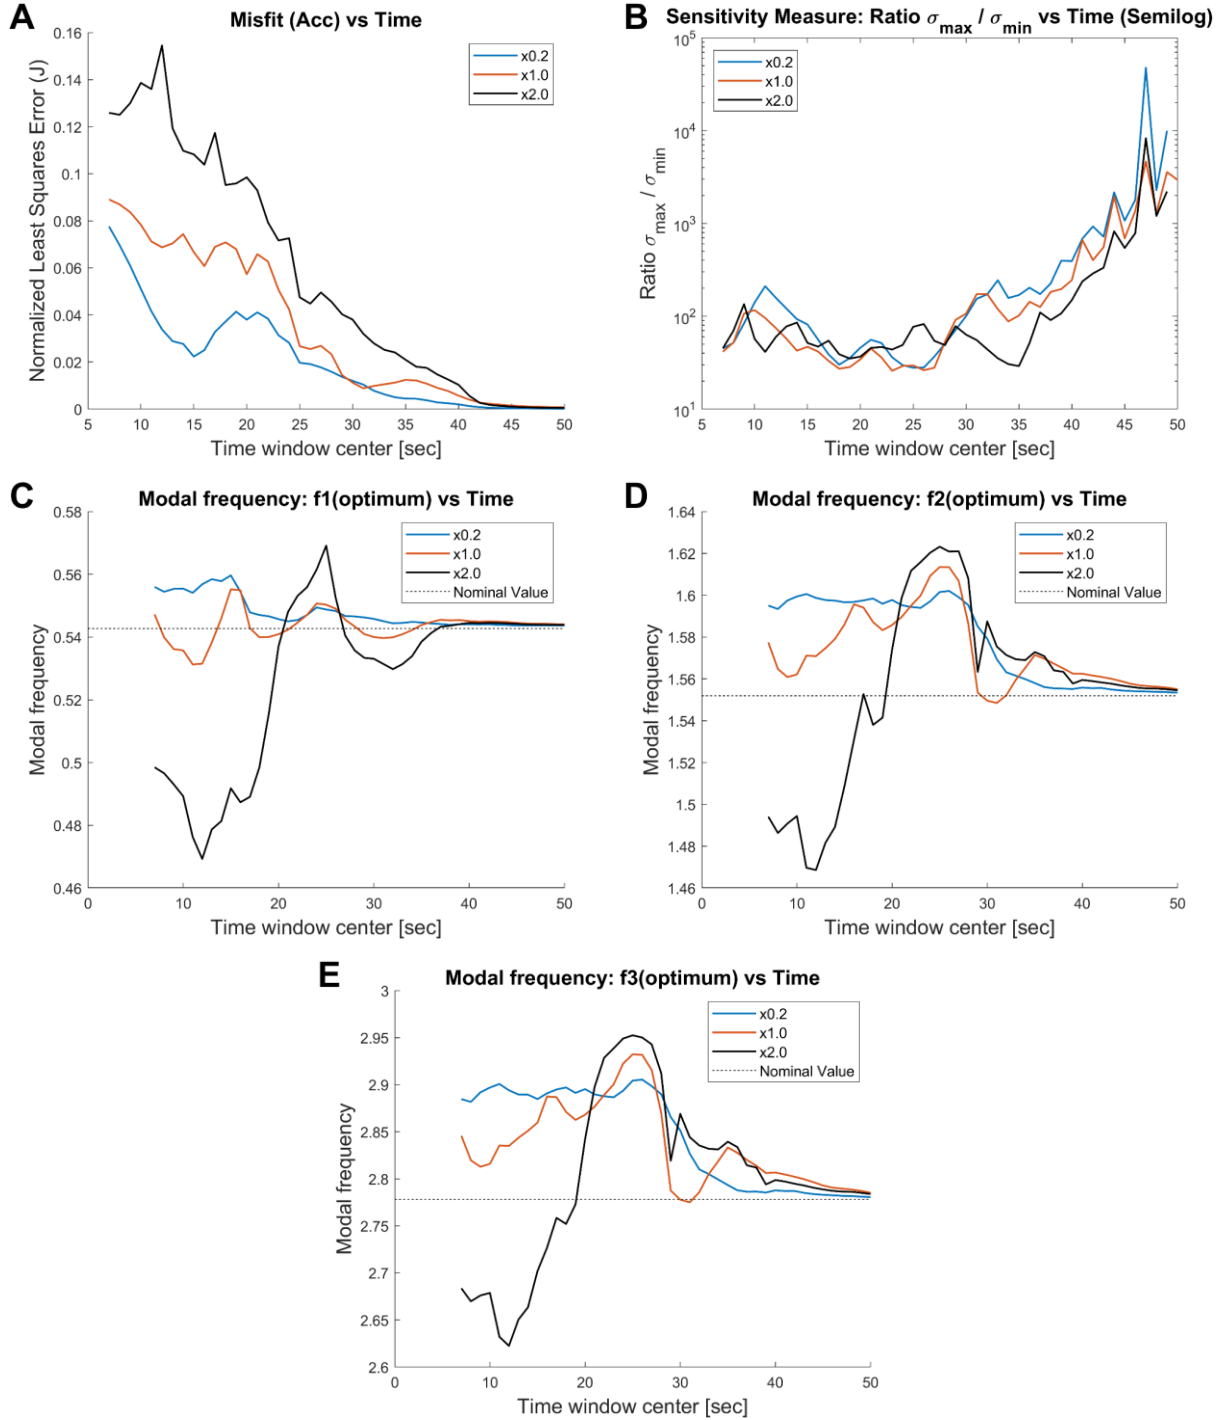 A
Misfit (Acc) vs Time
Normalized Least Squares Error (J)
0.16
0.14
0.12
0.1
0.08
0.06
0.04
0.02
0
x0.2
x1.0
x2.0
5 10 15 20 25 30 35 40 45 50
Time window center [sec]
B
Sensitivity Measure: Ratio σmax / σmin vs Time (Semilog)
Ratio σmax / σmin
10^5
10^4
10^3
10^2
10^1
x0.2
x1.0
x2.0
5 10 15 20 25 30 35 40 45 50
Time window center [sec]
C
Modal frequency: f1(optimum) vs Time
Modal frequency
0.58
0.56
0.54
0.52
0.5
0.48
0.46
x0.2
x1.0
x2.0
Nominal Value
0 10 20 30 40 50
Time window center [sec]
D
Modal frequency: f2(optimum) vs Time
Modal frequency
1.64
1.62
1.6
1.58
1.56
1.54
1.52
1.5
1.48
1.46
x0.2
x1.0
x2.0
Nominal Value
0 10 20 30 40 50
Time window center [sec]
E
Modal frequency: f3(optimum) vs Time
Modal frequency
3
2.95
2.9
2.85
2.8
2.75
2.7
2.65
2.6
x0.2
x1.0
x2.0
Nominal Value
0 10 20 30 40 50
Time window center [sec]